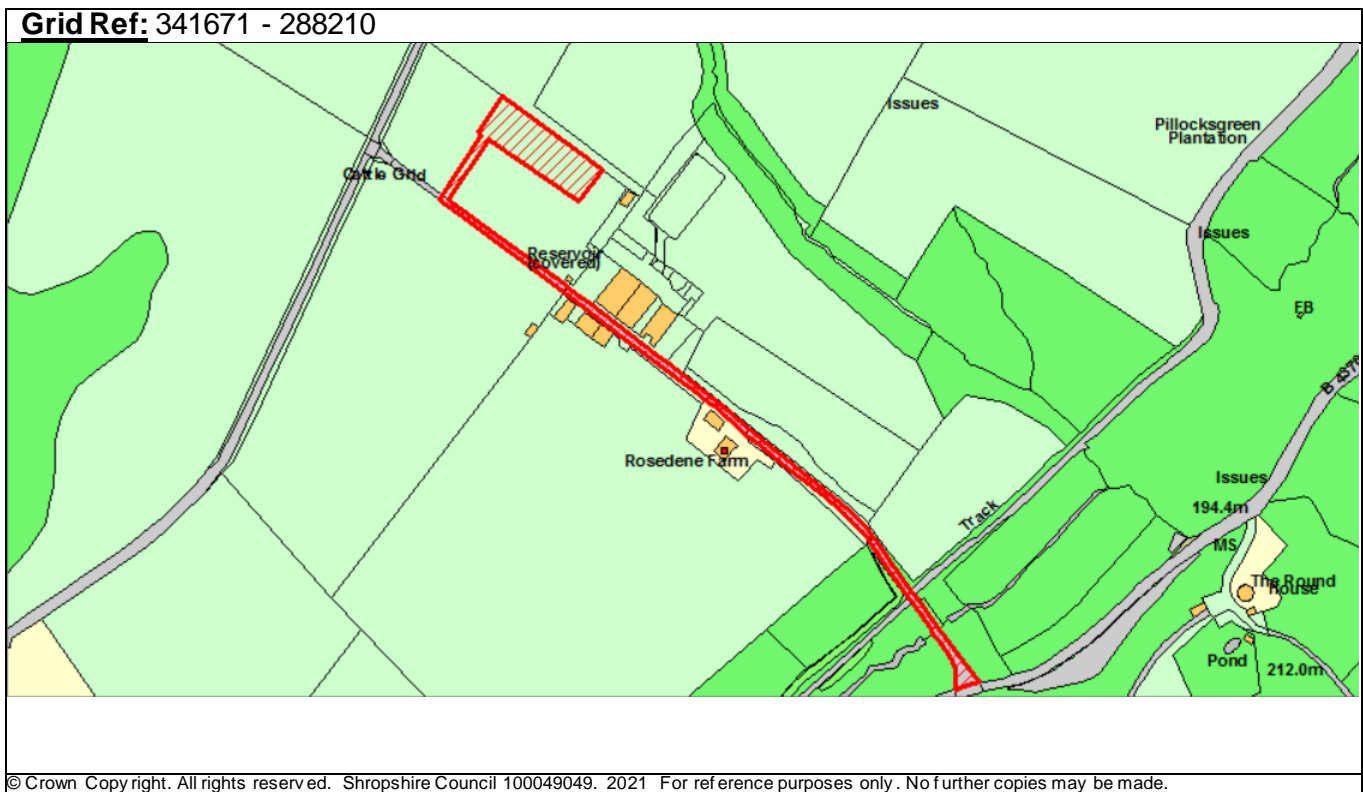 Grid Ref: 341671 - 288210
Issues
Pillocksgreen
Plantation
Cattle Grid
Issues
Reservoir
(covered)
FB
B 4378
Rosedene Farm
Issues
194.4m
Track
MS
The Round
House
Pond
212.0m
© Crown Copyright. All rights reserved. Shropshire Council 100049049. 2021 For reference purposes only. No further copies may be made.